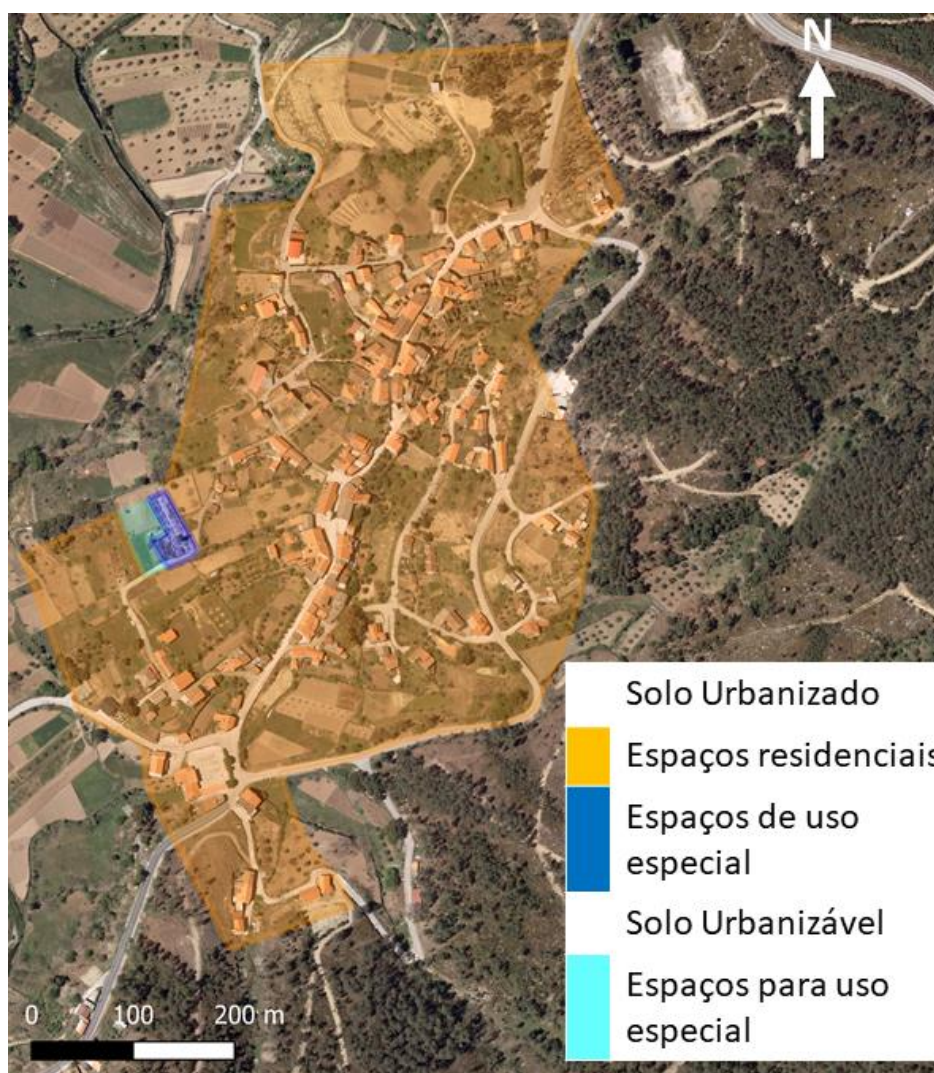 N
Solo Urbanizado
Espaços residenciais
Espaços de uso
especial
Solo Urbanizável
Espaços para uso
especial
0 100 200 m